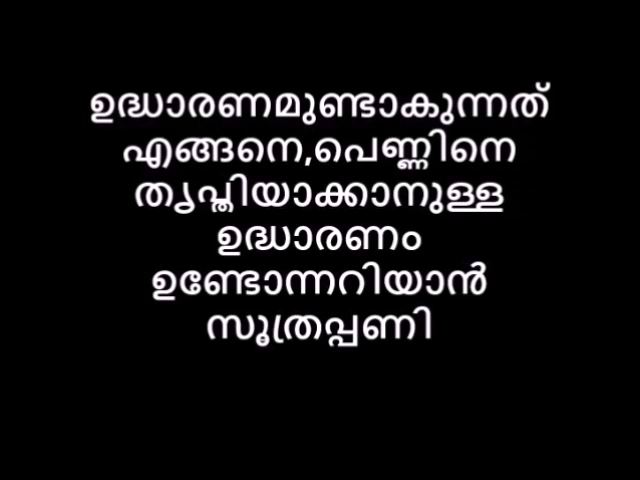 ഉദ്ധാരണമുണ്ടാകുന്നത്
എങ്ങനെ,പെണ്ണിനെ
തൃപ്തിയാക്കാനുള്ള
ഉദ്ധാരണം
ഉണ്ടോന്നറിയാൻ
സൂത്രപ്പണി